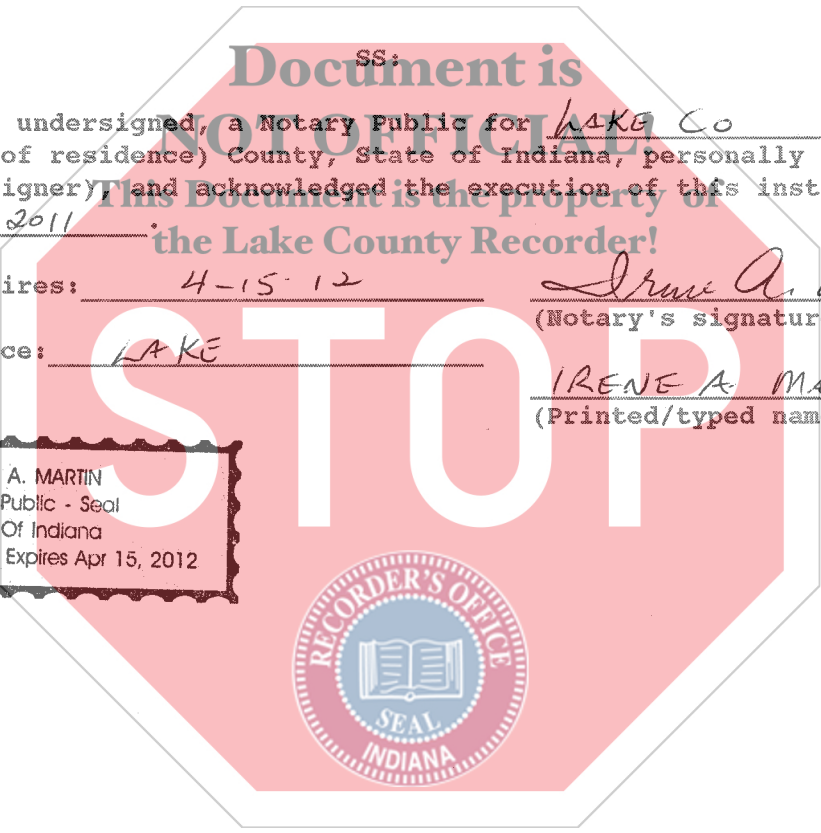 Document is
SS:
undersigned, a Notary Public for LAKE CO
NOT OFFICIAL!
of residence) County, State of Indiana, personally
igner), and acknowledged the execution of this inst
This Document is the property of
2011.
the Lake County Recorder!
ires: 4-15-12
Irene A.
(Notary's signatur
ce: LAKE
IRENE A. MA
(Printed/typed nam
STOP
A. MARTIN
Public - Seal
Of Indiana
Expires Apr 15, 2012
RECORDER'S OFFICE
SEAL
INDIANA